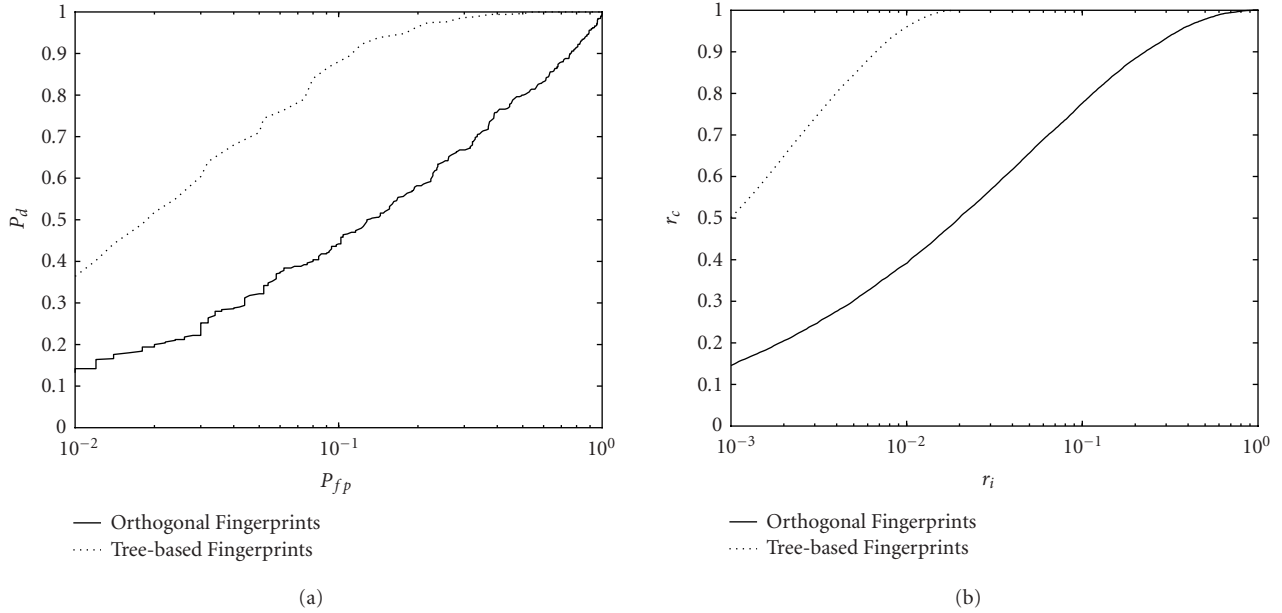 1
0.9
0.8
0.7
0.6
0.5
0.4
0.3
0.2
0.1
0
P_d
10^{-2}
10^{-1}
10^0
P_{fp}
Orthogonal Fingerprints
Tree-based Fingerprints
(a)
1
0.9
0.8
0.7
0.6
0.5
0.4
0.3
0.2
0.1
0
r_c
10^{-3}
10^{-2}
10^{-1}
10^0
r_i
Orthogonal Fingerprints
Tree-based Fingerprints
(b)